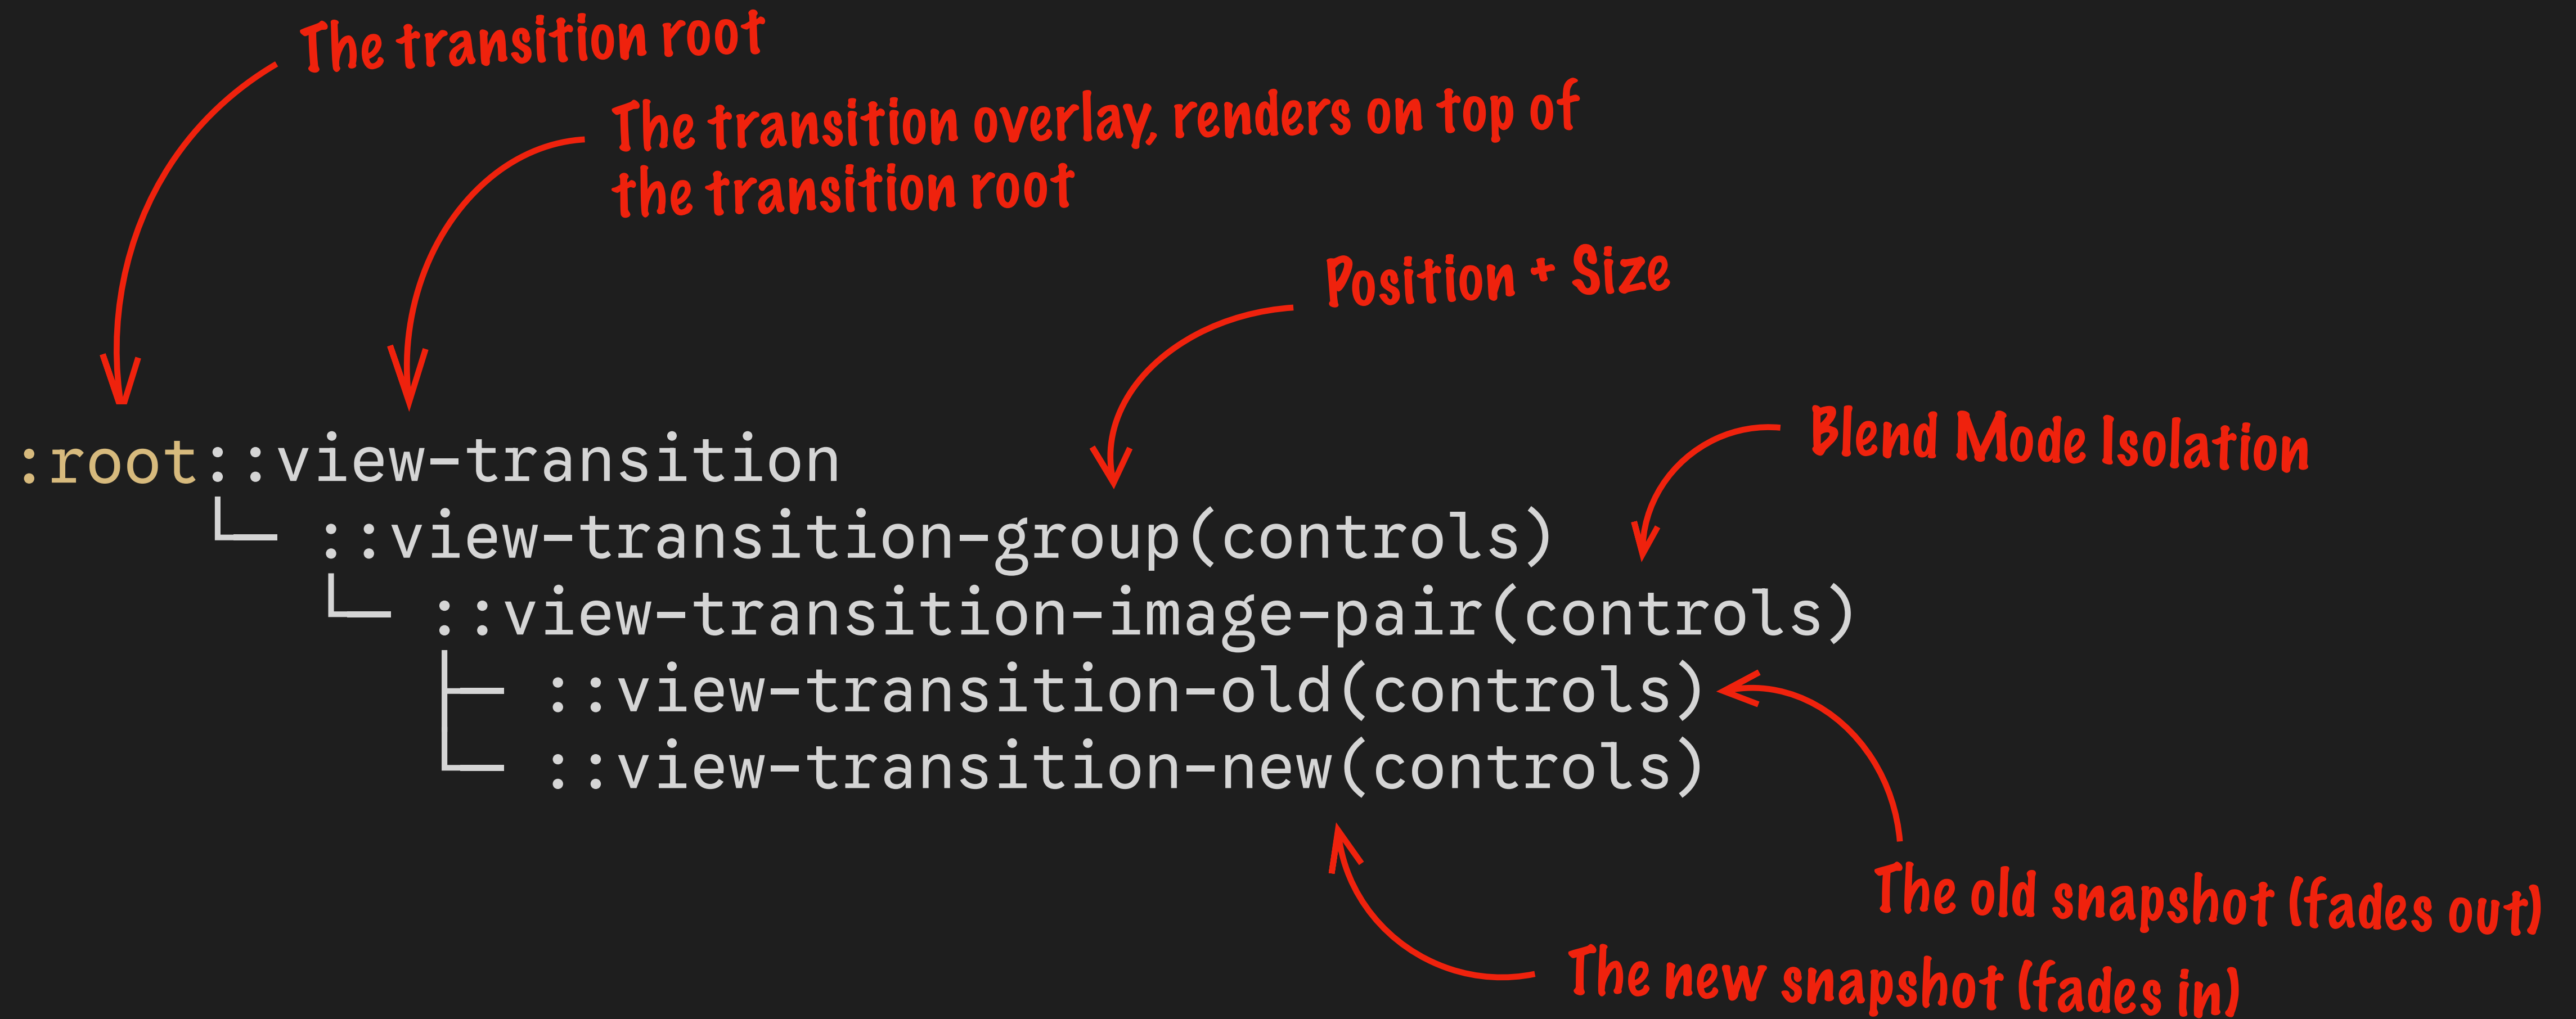 The transition root
The transition overlay, renders on top of
the transition root
Position + Size
Blend Mode Isolation
:root::view-transition
::view-transition-group(controls)
::view-transition-image-pair(controls)
::view-transition-old(controls)
::view-transition-new(controls)
The old snapshot (fades out)
The new snapshot (fades in)